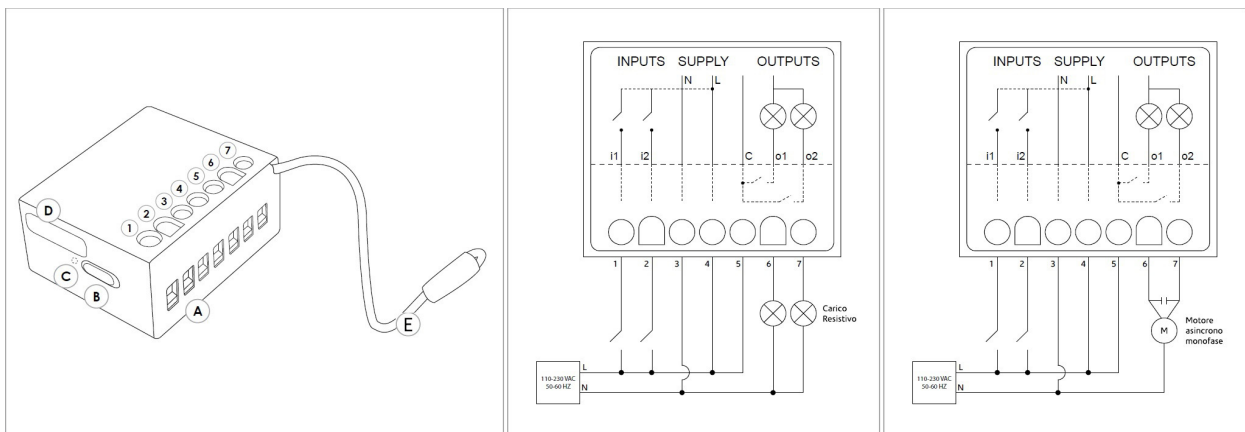 1
2
3
4
5
6
7
D
C
B
A
E
INPUTS SUPPLY OUTPUTS
N L
i1 i2 C o1 o2
1 2 3 4 5 6 7
Carico
Resistivo
110-230 VAC
50-60 HZ
L
N
INPUTS SUPPLY OUTPUTS
N L
i1 i2 C o1 o2
1 2 3 4 5 6 7
M
Motore
asincrono
monofase
110-230 VAC
50-60 HZ
L
N